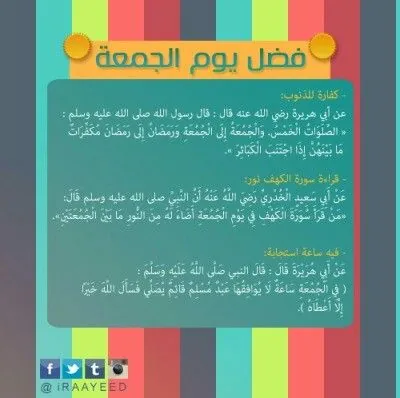 فضل يوم الجمعة
- كفارة للذنوب:
عن أبي هريرة رضي الله عنه قال : قال رسول الله صلى الله عليه وسلم :
« الصَّلَوَاتُ الْخَمْسُ. وَالْجُمْعَةُ إِلَى الْجُمْعَةِ وَرَمَضَانُ إِلَى رَمَضَانَ مُكَفِّرَاتٌ
مَا بَيْنَهُنَّ إِذَا اجْتَنَبَ الْكَبَائِرَ ».
- قراءة سورة الكهف نور:
عَنْ أَبِي سَعِيدٍ الْخُدْرِيِّ رَضِيَ اللَّهُ عَنْهُ أَنَّ النَّبِيَّ صلى الله عليه وسلم قَالَ:
«مَنْ قَرَأَ سُورَةَ الْكَهْفِ فِي يَوْمِ الْجُمُعَةِ أَضَاءَ لَهُ مِنَ النُّورِ مَا بَيْنَ الْجُمُعَتَيْنِ».
- فيه ساعة استجابة:
عَنْ أَبِي هُرَيْرَةَ قَالَ : قَالَ النبي صَلَّى اللَّهُ عَلَيْهِ وَسَلَّمَ :
( فِي الْجُمُعَةِ سَاعَةٌ لَا يُوَافِقُهَا عَبْدٌ مُسْلِمٌ قَائِمٌ يُصَلِّي فَسَأَلَ اللَّهَ خَيْرًا
إِلَّا أَعْطَاهُ ).
@ iRAAYEED